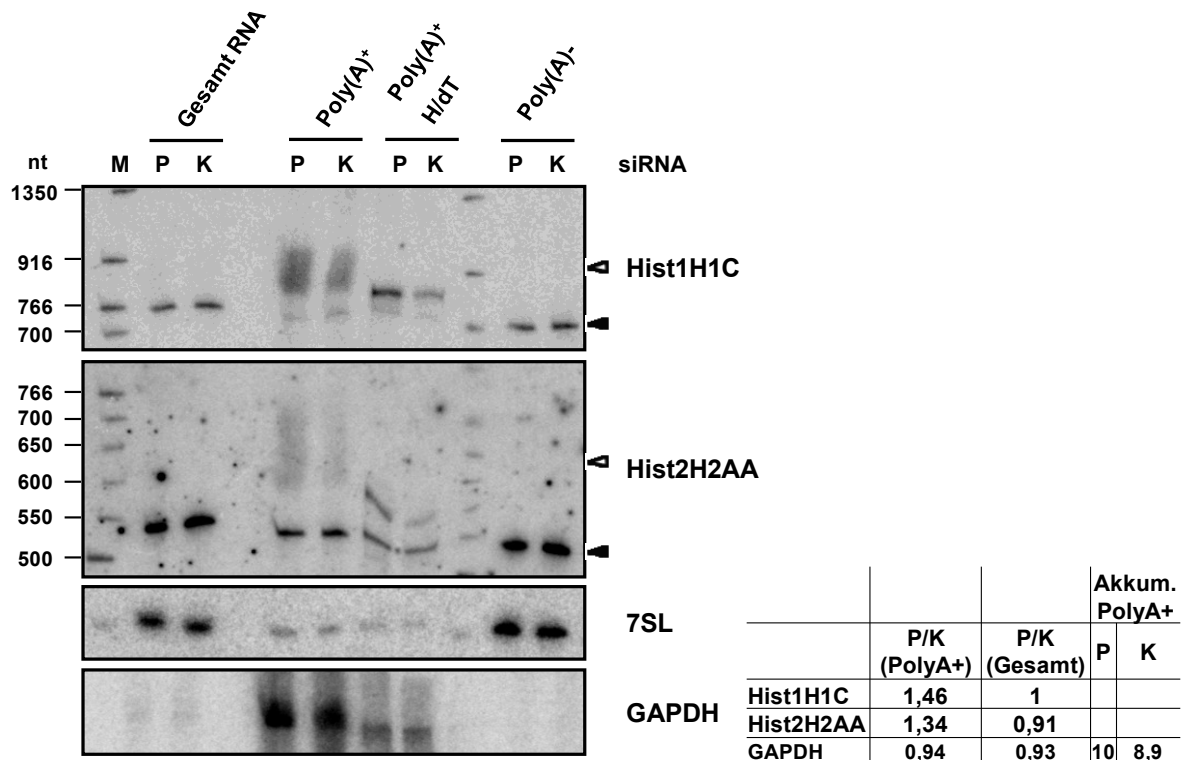 Gesamt RNA
Poly(A)+
Poly(A)+
H/dT
Poly(A)-
nt M P K P K P K P K siRNA
1350
916
766
700
Hist1H1C
766
700
650
600
550
500
Hist2H2AA
7SL
GAPDH
Akkum.
PolyA+
P/K P/K P K
(PolyA+) (Gesamt)
Hist1H1C 1,46 1
Hist2H2AA 1,34 0,91
GAPDH 0,94 0,93 10 8,9